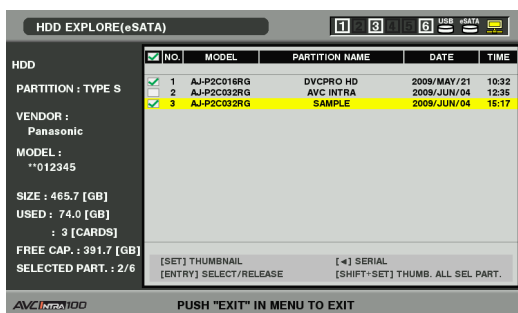 HDD EXPLORE(eSATA)
1 2 3 4 5 6 USB eSATA
HDD
PARTITION : TYPE S
VENDOR :
Panasonic
MODEL :
**012345
SIZE : 465.7 [GB]
USED : 74.0 [GB]
: 3 [CARDS]
FREE CAP. : 391.7 [GB]
SELECTED PART. : 2/6
NO. MODEL PARTITION NAME DATE TIME
1 AJ-P2C016RG DVCPRO HD 2009/MAY/21 10:32
2 AJ-P2C032RG AVC INTRA 2009/JUN/04 12:35
3 AJ-P2C032RG SAMPLE 2009/JUN/04 15:17
[SET] THUMBNAIL [◄] SERIAL
[ENTRY] SELECT/RELEASE [SHIFT+SET] THUMB. ALL SEL PART.
AVC INTRA 100 PUSH "EXIT" IN MENU TO EXIT